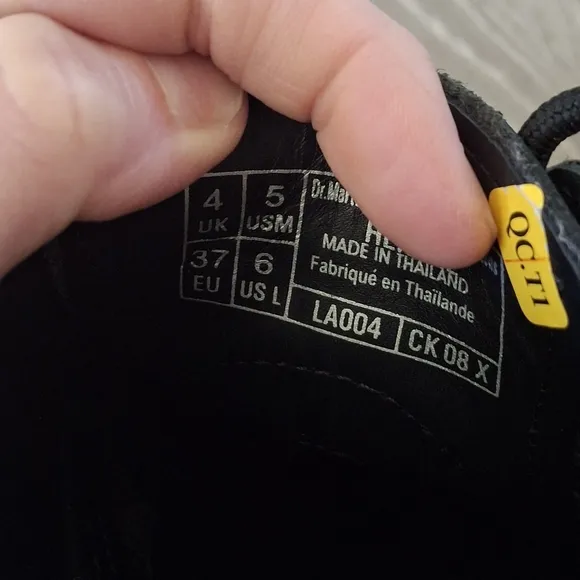 4
UK
5
USM
37
EU
6
US L
Dr.Mart
MADE IN THAILAND
Fabriqué en Thaïlande
LA004
CK 08 X
QC.TI